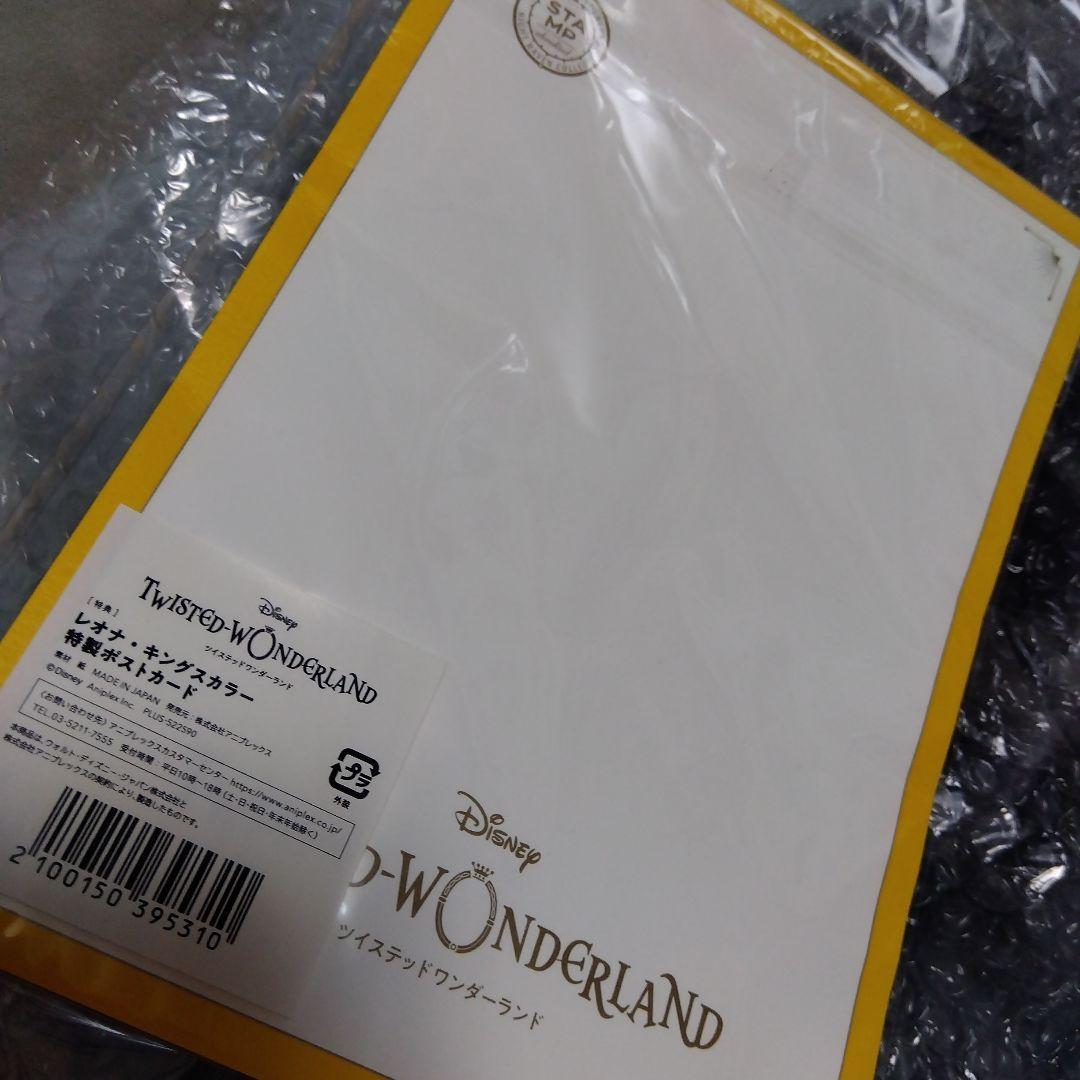 STA
MP
Disney
TWISTED-WONDERLAND
ツイステッドワンダーランド
[特典]
レオナ・キングスカラー
特製ポストカード
素材 紙 MADE IN JAPAN 発売元：株式会社アニプレックス
©Disney Aniplex Inc. PLUS-522590
《お問い合わせ先》アニプレックスカスタマーセンター https://www.aniplex.co.jp/
TEL.03-5211-7555 受付時間：平日10時〜18時（土・日・祝日・年末年始除く）
本商品は、ウォルト・ディズニー・ジャパン株式会社と
株式会社アニプレックスの契約により、製造したものです。
プラ
外装
2100150395310
Disney
D-WONDERLAND
ツイステッドワンダーランド